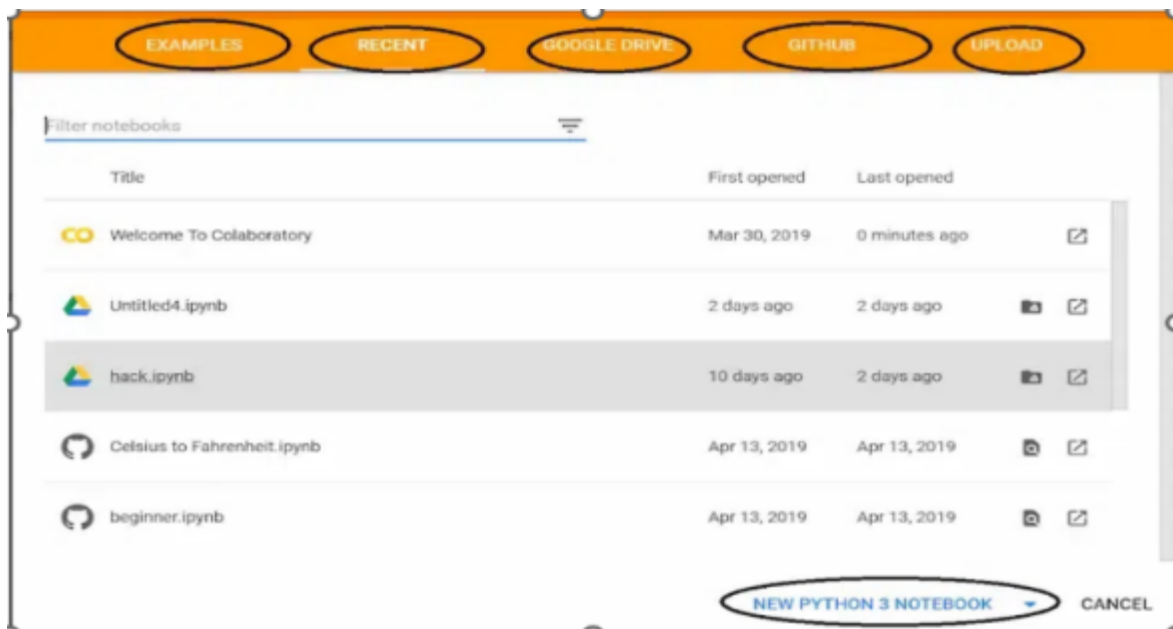 EXAMPLES RECENT GOOGLE DRIVE GITHUB UPLOAD
Filter notebooks
Title First opened Last opened
Welcome To Colaboratory Mar 30, 2019 0 minutes ago
Untitled4.ipynb 2 days ago 2 days ago
hack.ipynb 10 days ago 2 days ago
Celsius to Fahrenheit.ipynb Apr 13, 2019 Apr 13, 2019
beginner.ipynb Apr 13, 2019 Apr 13, 2019
NEW PYTHON 3 NOTEBOOK CANCEL